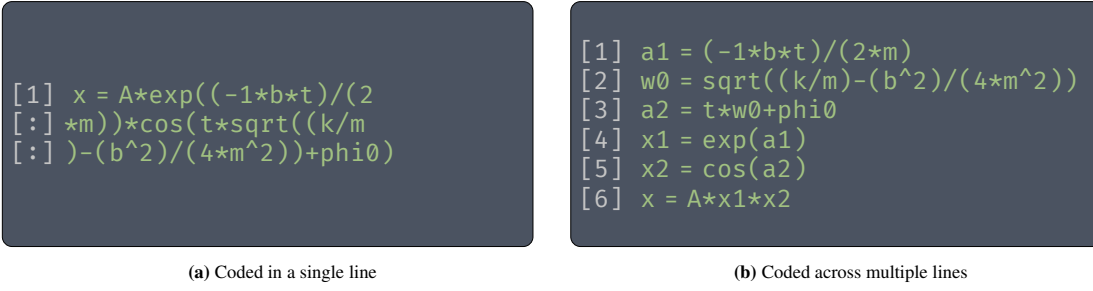 [1] x = A*exp((-1*b*t)/(2
[:] *m))*cos(t*sqrt((k/m
[:] )-(b^2)/(4*m^2))+phi0)
(a) Coded in a single line
[1] a1 = (-1*b*t)/(2*m)
[2] w0 = sqrt((k/m)-(b^2)/(4*m^2))
[3] a2 = t*w0+phi0
[4] x1 = exp(a1)
[5] x2 = cos(a2)
[6] x = A*x1*x2
(b) Coded across multiple lines